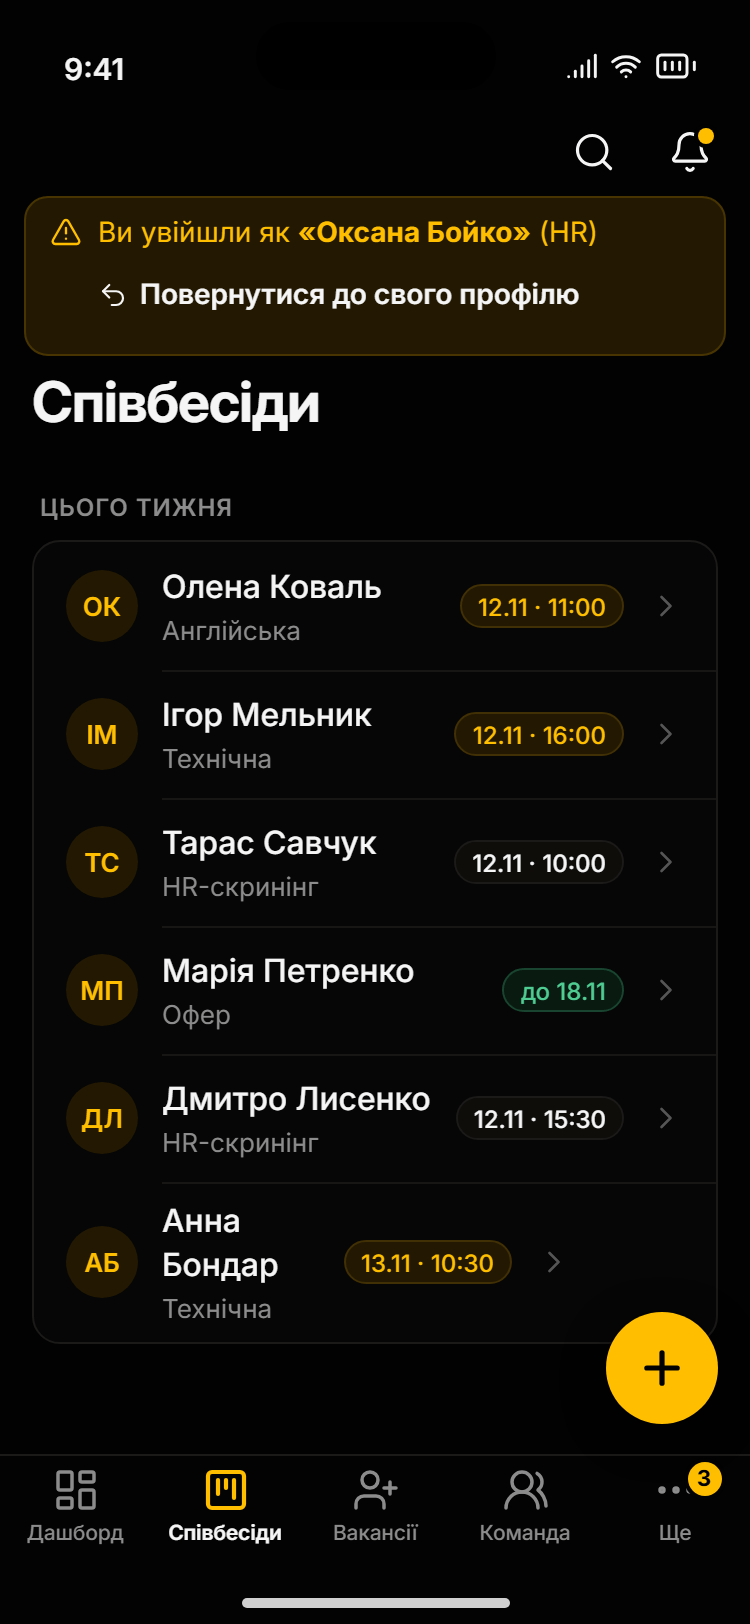 9:41
Ви увійшли як «Оксана Бойко» (HR)
Повернутися до свого профілю
Співбесіди
ЦЬОГО ТИЖНЯ
ОК
Олена Коваль
12.11 · 11:00
Англійська
ІМ
Ігор Мельник
12.11 · 16:00
Технічна
ТС
Тарас Савчук
12.11 · 10:00
HR-скринінг
МП
Марія Петренко
до 18.11
Офер
ДЛ
Дмитро Лисенко
12.11 · 15:30
HR-скринінг
АБ
Анна
Бондар
13.11 · 10:30
Технічна
3
Дашборд
Співбесіди
Вакансії
Команда
Ще